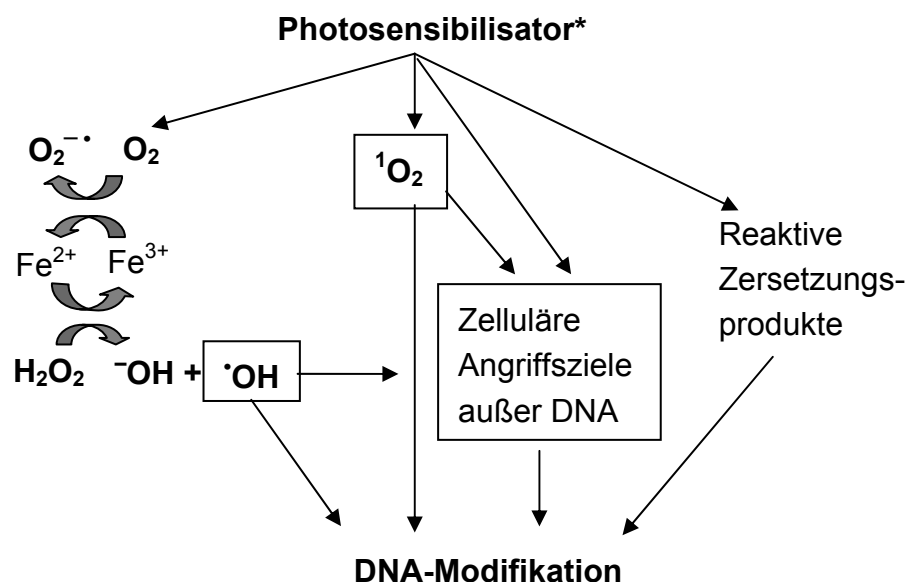 Photosensibilisator*
O₂⁻˙ O₂
¹O₂
Fe²⁺ Fe³⁺
Reaktive
Zersetzungs-
produkte
Zelluläre
Angriffsziele
außer DNA
H₂O₂ ⁻OH + ˙OH
DNA-Modifikation